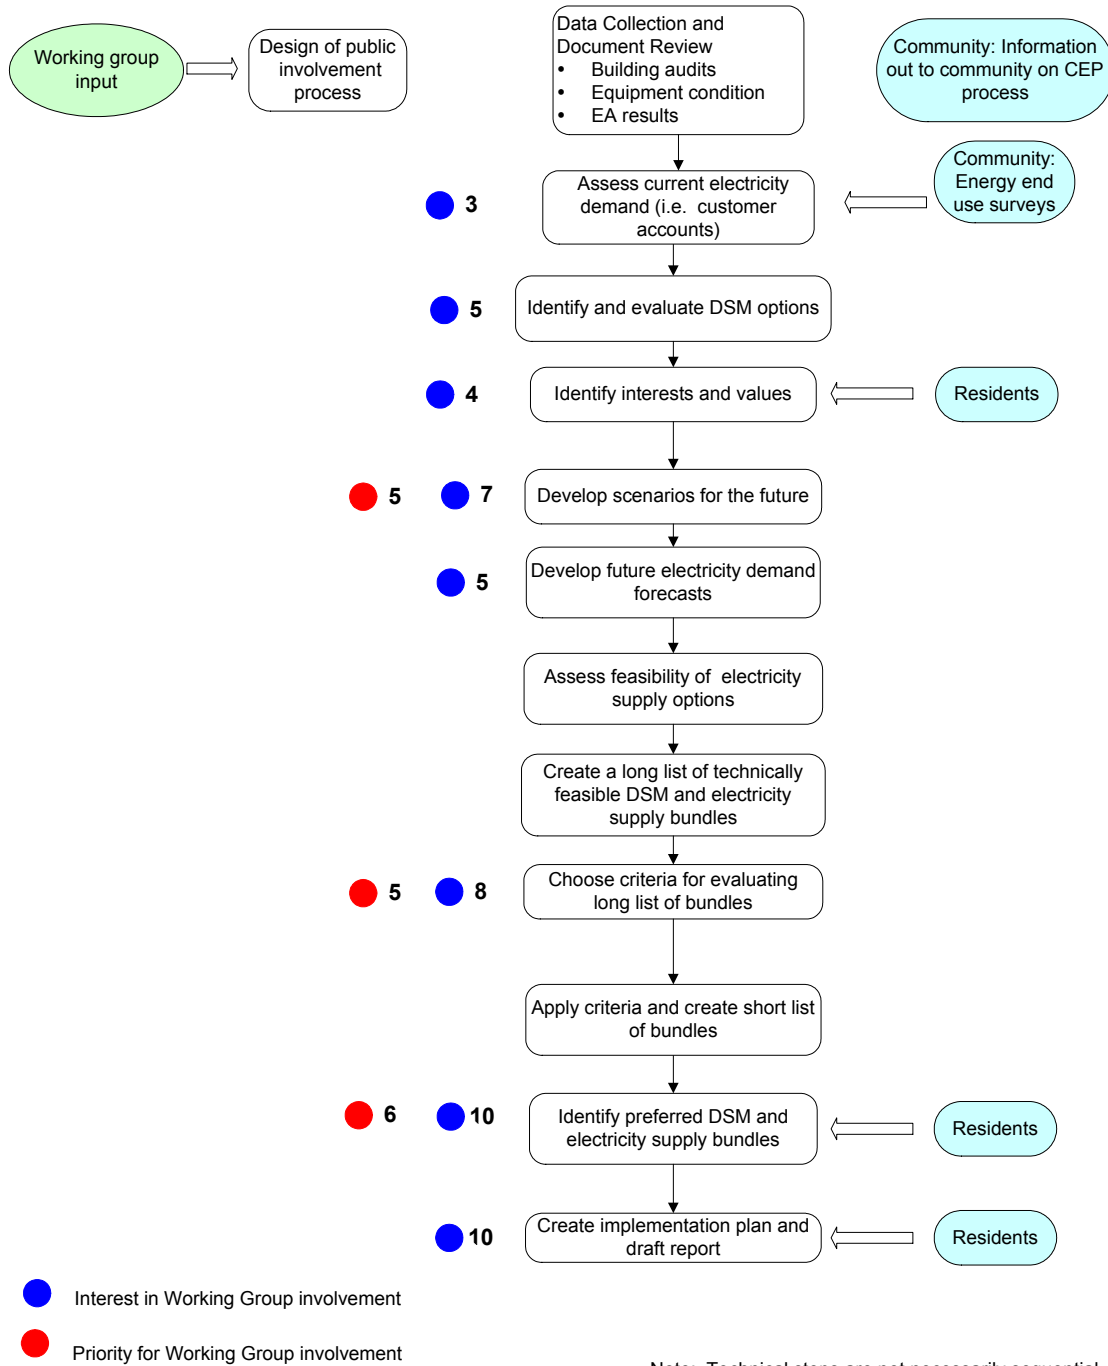 Working group
input
Design of public
involvement
process
Data Collection and
Document Review
• Building audits
• Equipment condition
• EA results
Community: Information
out to community on CEP
process
Community:
Energy end
use surveys
3
Assess current electricity
demand (i.e. customer
accounts)
5
Identify and evaluate DSM options
4
Identify interests and values
Residents
5
7
Develop scenarios for the future
5
Develop future electricity demand
forecasts
Assess feasibility of electricity
supply options
Create a long list of technically
feasible DSM and electricity
supply bundles
5
8
Choose criteria for evaluating
long list of bundles
Apply criteria and create short list
of bundles
6
10
Identify preferred DSM and
electricity supply bundles
Residents
10
Create implementation plan and
draft report
Residents
Interest in Working Group involvement
Priority for Working Group involvement